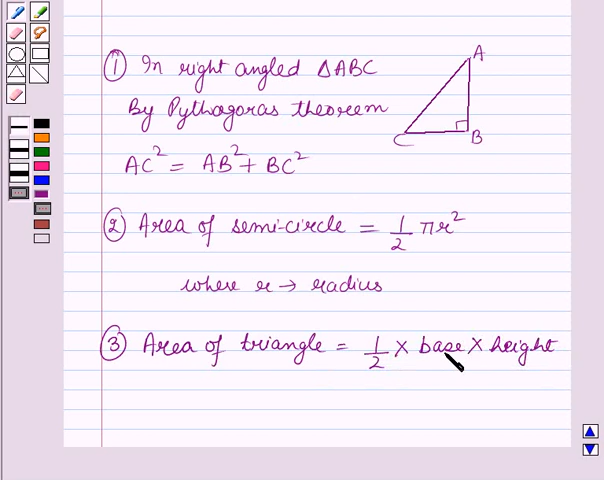 ① In right angled ΔABC
By Pythagoras theorem
AC² = AB² + BC²
A
C
B
② Area of semi-circle = 1/2 πr²
where r → radius
③ Area of triangle = 1/2 × base × height